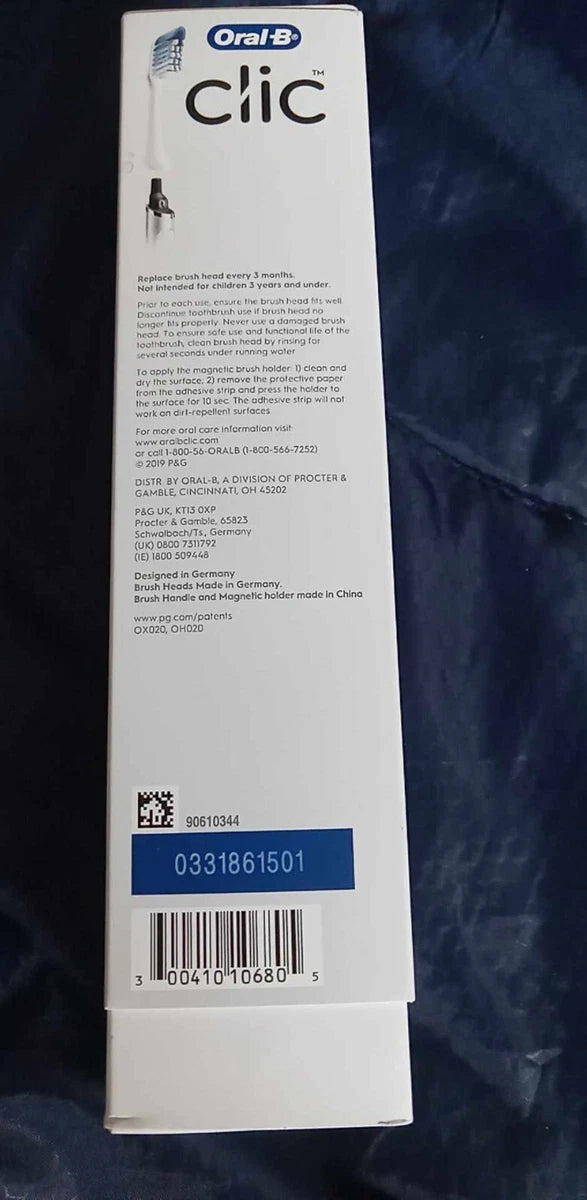 Oral-B®
clic™
Replace brush head every 3 months.
Not intended for children 3 years and under.
Prior to each use, ensure the brush head fits well.
Discontinue toothbrush use if brush head no
longer fits properly. Never use a damaged brush
head. To ensure safe use and functional life of the
toothbrush, clean brush head by rinsing for
several seconds under running water
To apply the magnetic brush holder: 1) clean and
dry the surface, 2) remove the protective paper
from the adhesive strip and press the holder to
the surface for 10 sec. The adhesive strip will not
work on dirt-repellent surfaces
For more oral care information visit:
www.oralbclic.com
or call 1-800-56-ORALB (1-800-566-7252)
© 2019 P&G
DISTR. BY ORAL-B, A DIVISION OF PROCTER &
GAMBLE, CINCINNATI, OH 45202
P&G UK, KT13 0XP
Procter & Gamble, 65823
Schwalbach/Ts., Germany
(UK) 0800 7311792
(IE) 1800 509448
Designed in Germany
Brush Heads Made in Germany.
Brush Handle and Magnetic holder made in China
www.pg.com/patents
OX020, OH020
90610344
0331861501
3 00410 10680 5